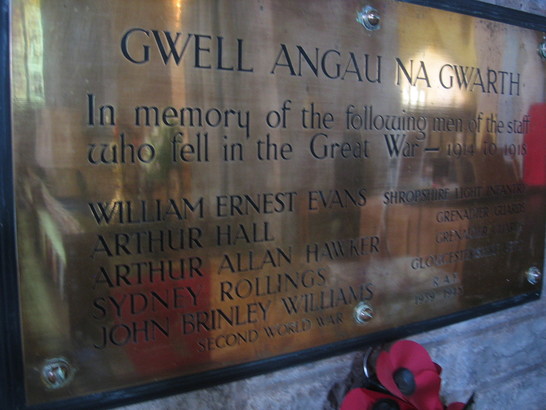 GWELL ANGAU NA GWARTH
In memory of the following men of the staff
who fell in the Great War — 1914 to 1918
WILLIAM ERNEST EVANS SHROPSHIRE LIGHT INFANTRY
ARTHUR HALL GRENADIER GUARDS
ARTHUR ALLAN HAWKER GRENADIER
SYDNEY ROLLINGS GLOUCESTERSHIRE
JOHN BRINLEY WILLIAMS
SECOND WORLD WAR